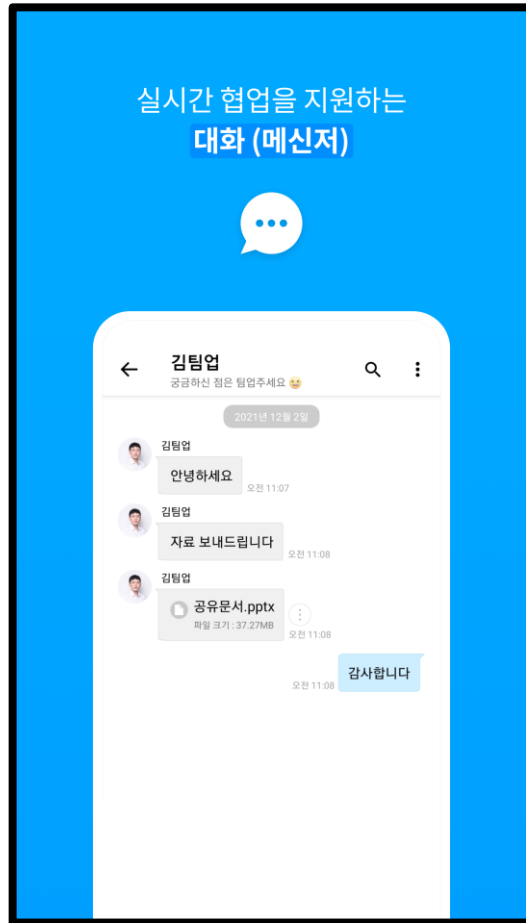 실시간 협업을 지원하는
대화 (메신저)
김팀업
궁금하신 점은 팀업주세요 😀
2021년 12월 2일
김팀업
안녕하세요
오전 11:07
김팀업
자료 보내드립니다
오전 11:08
김팀업
공유문서.pptx
파일 크기 : 37.27MB
오전 11:08
감사합니다
오전 11:08